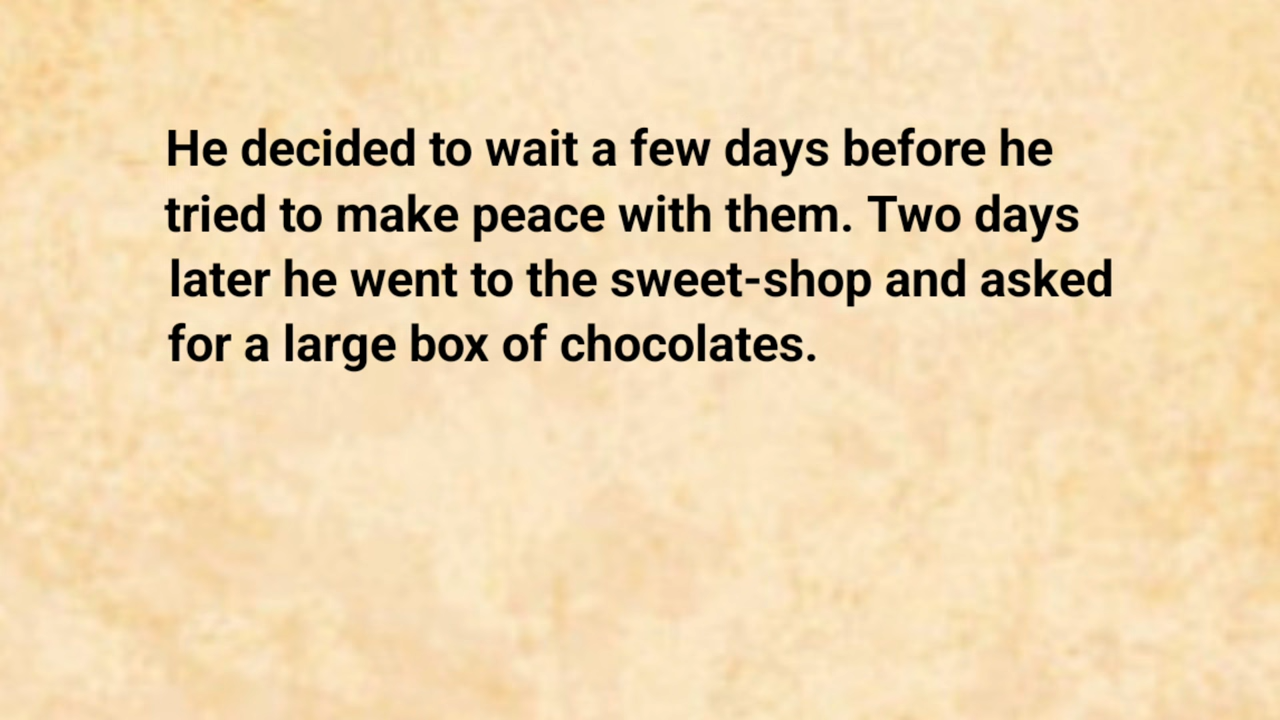 He decided to wait a few days before he
tried to make peace with them. Two days
later he went to the sweet-shop and asked
for a large box of chocolates.